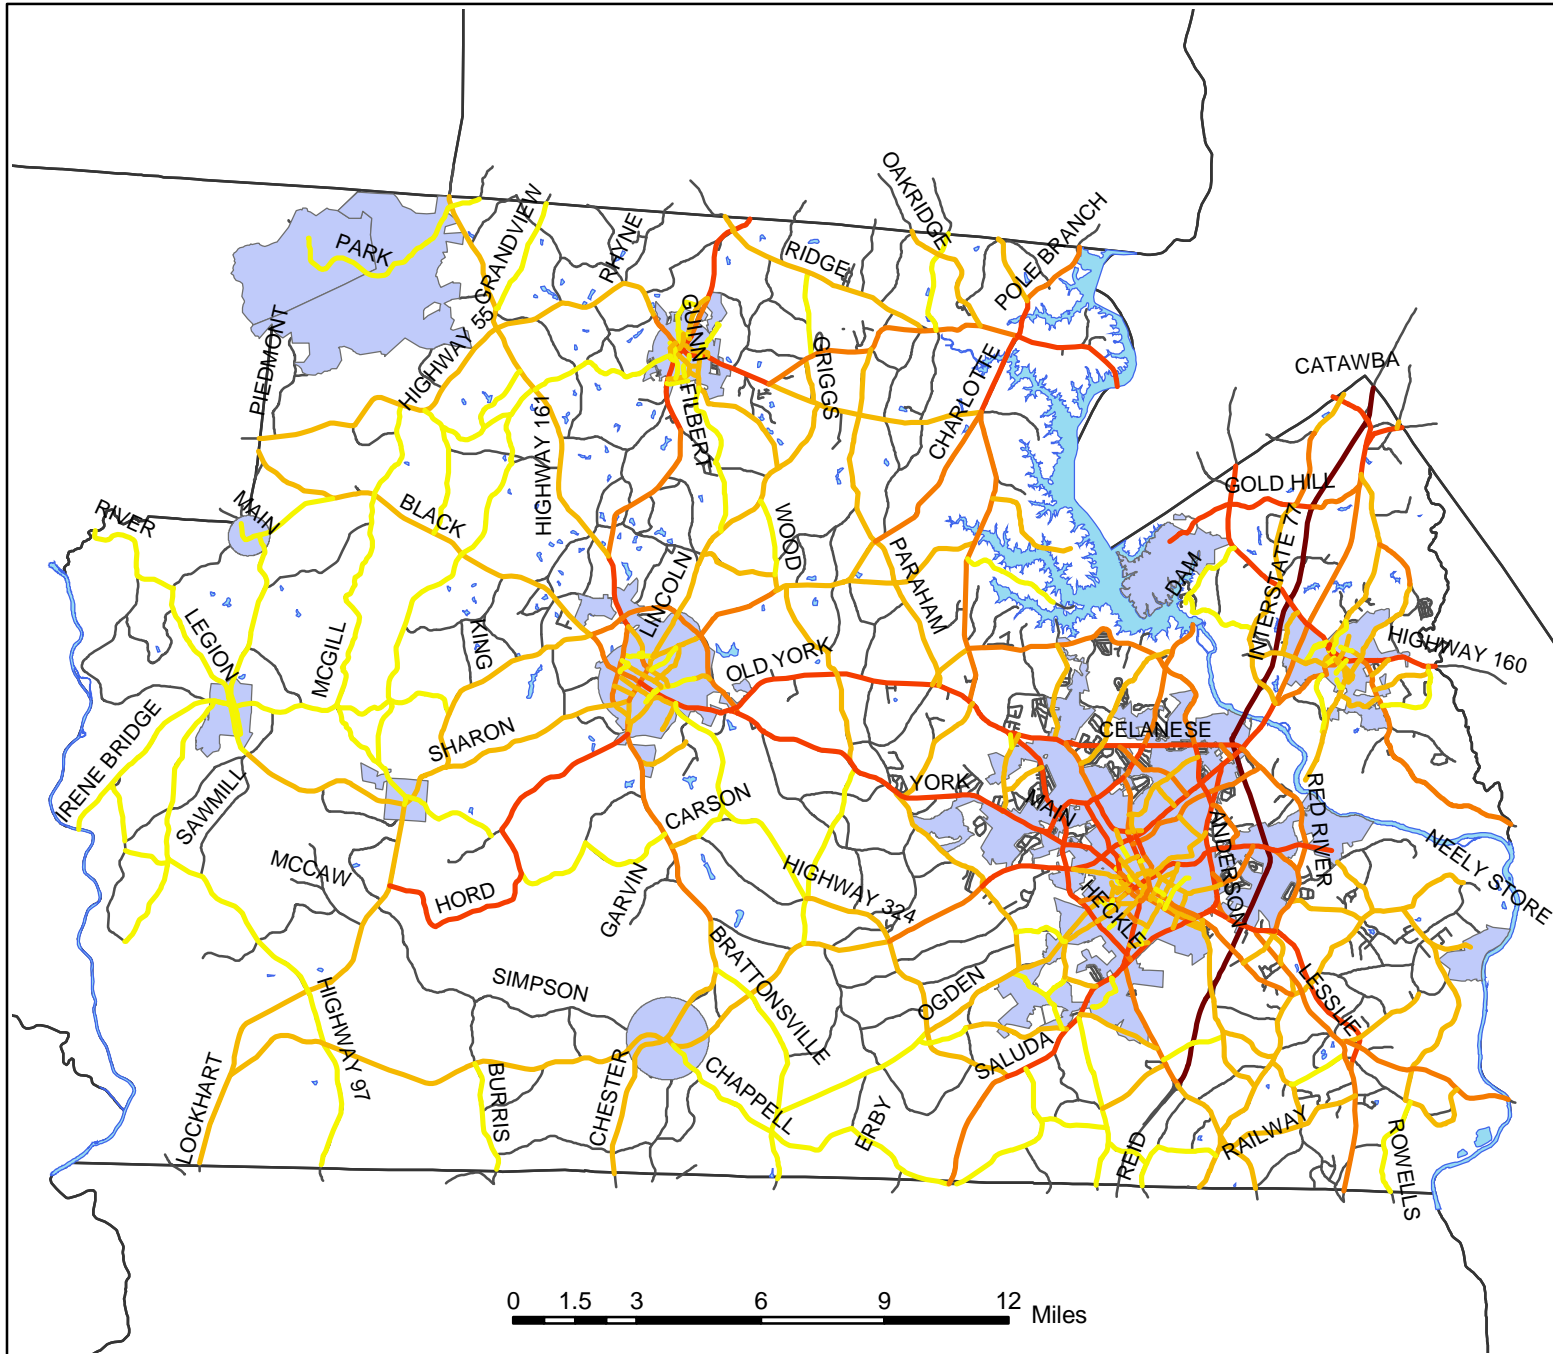 OAKRIDGE
GRANDVIEW
RHYNE
PARK
RIDGE
POLE BRANCH
PIEDMONT
HIGHWAY 55
GUINN
GRIGGS
CHARLOTTE
CATAWBA
HIGHWAY 161
FILBERT
GOLD HILL
RIVER
MAIN
BLACK
WOOD
PARAHAM
INTERSTATE 77
DAM
LINCOLN
LEGION
MCGILL
KING
OLD YORK
HIGHWAY 160
IRENE BRIDGE
SHARON
CELANESE
SAWMILL
YORK
MAIN
CARSON
ANDERSON
RED RIVER
NEELY STORE
MCCAW
HORD
GARVIN
HIGHWAY 324
HECKLE
SIMPSON
BRATTONSVILLE
OGDEN
LESSLIE
HIGHWAY 97
SALUDA
LOCKHART
BURRIS
CHESTER
CHAPPELL
ERBY
REID
RAILWAY
ROWELLS
0 1.5 3 6 9 12
Miles